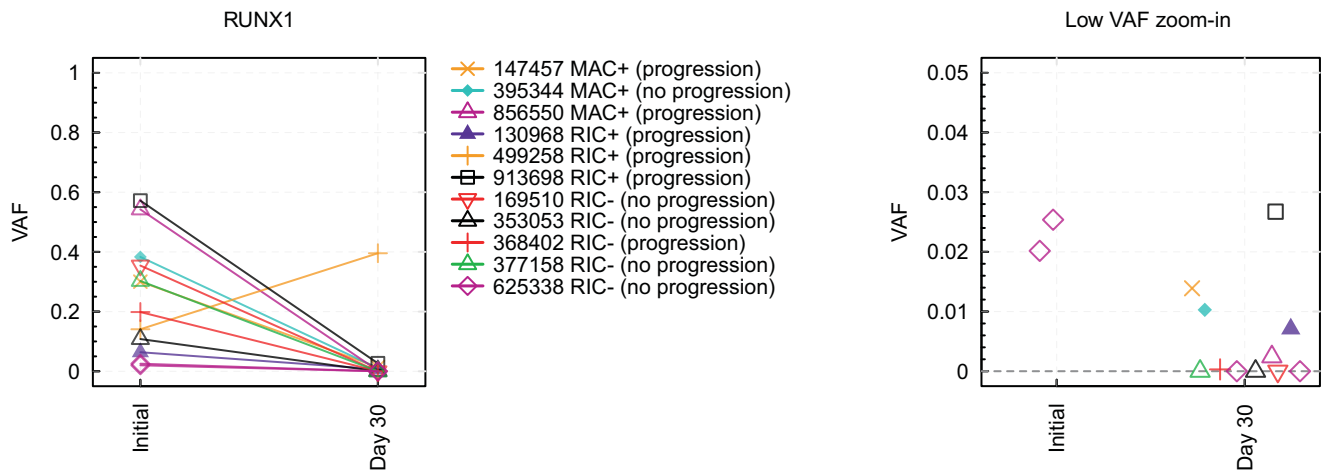 RUNX1
VAF
1
0.8
0.6
0.4
0.2
0
Initial
Day 30
147457 MAC+ (progression)
395344 MAC+ (no progression)
856550 MAC+ (progression)
130968 RIC+ (progression)
499258 RIC+ (progression)
913698 RIC+ (progression)
169510 RIC- (no progression)
353053 RIC- (no progression)
368402 RIC- (progression)
377158 RIC- (no progression)
625338 RIC- (no progression)
Low VAF zoom-in
VAF
0.05
0.04
0.03
0.02
0.01
0
Initial
Day 30